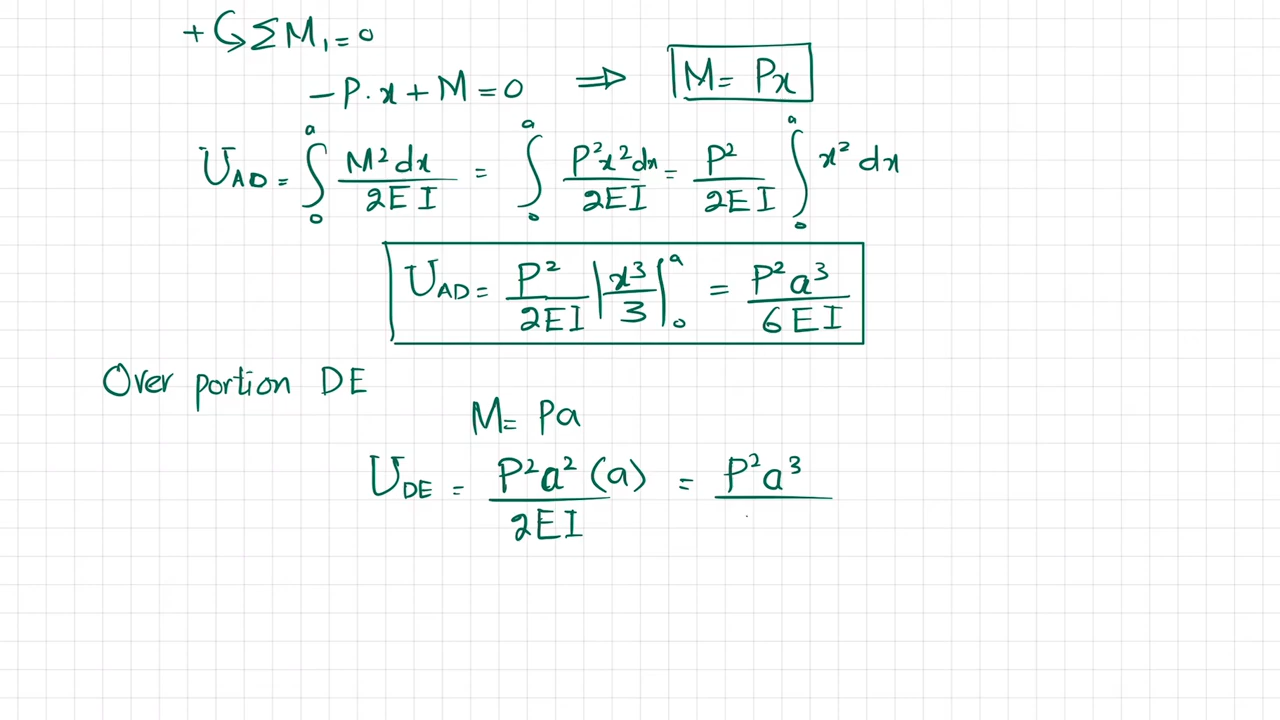 + ↺ ΣM₁ = 0
−P·x + M = 0 ⇒ M = Px
U_AD = ∫₀ᵃ M²dx/2EI = ∫₀ᵃ P²x²dx/2EI = P²/2EI ∫₀ᵃ x² dx
U_AD = P²/2EI |x³/3|₀ᵃ = P²a³/6EI
Over portion DE
M = Pa
U_DE = P²a²(a)/2EI = P²a³